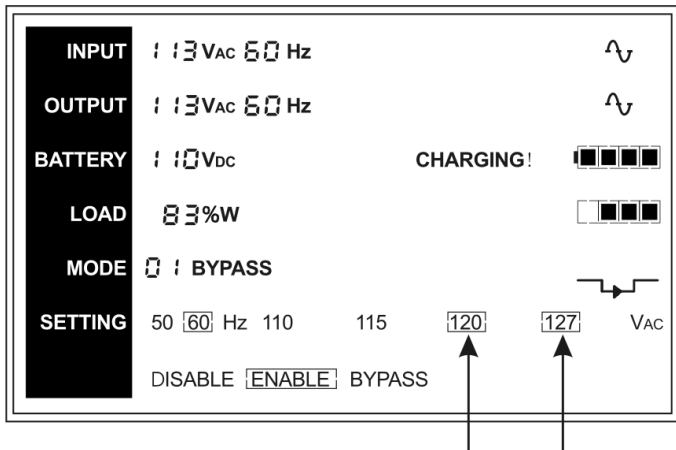 INPUT 113 VAC 60 Hz
OUTPUT 113 VAC 60 Hz
BATTERY 110 VDC CHARGING!
LOAD 83%W
MODE 01 BYPASS
SETTING 50 60 Hz 110 115 120 127 VAC
DISABLE ENABLE BYPASS